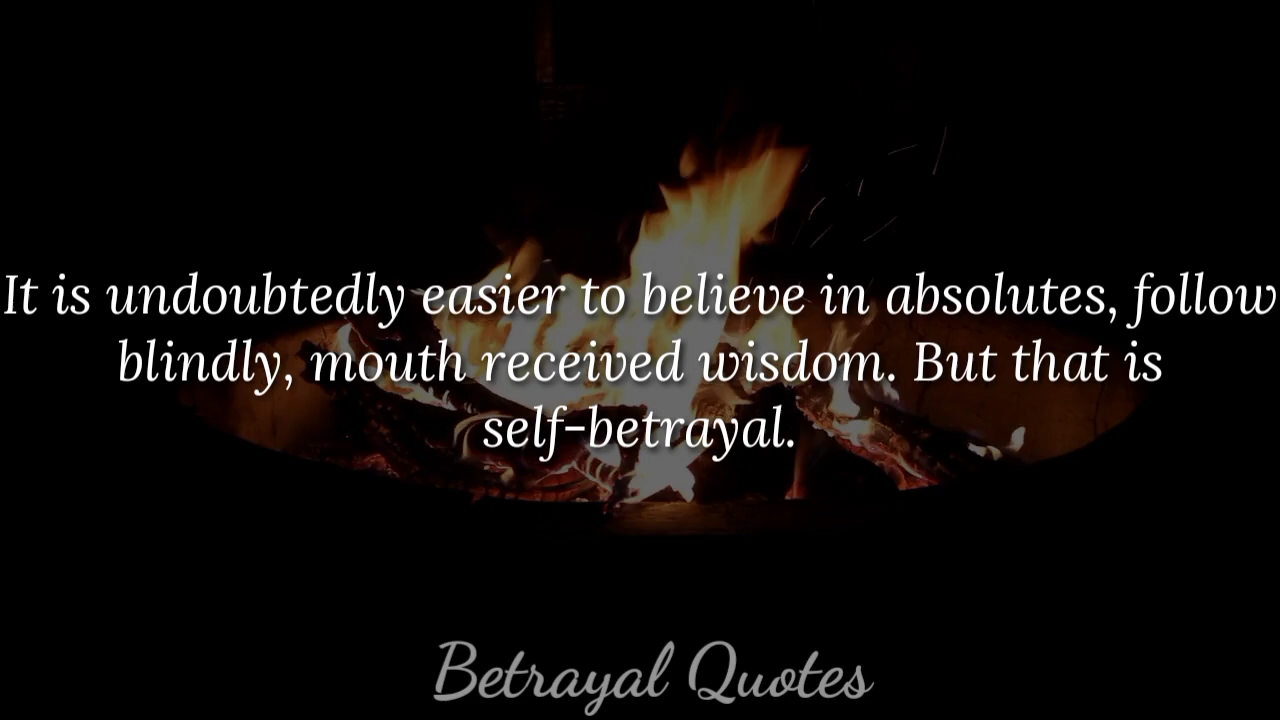 It is undoubtedly easier to believe in absolutes, follow
blindly, mouth received wisdom. But that is
self-betrayal.
Betrayal Quotes